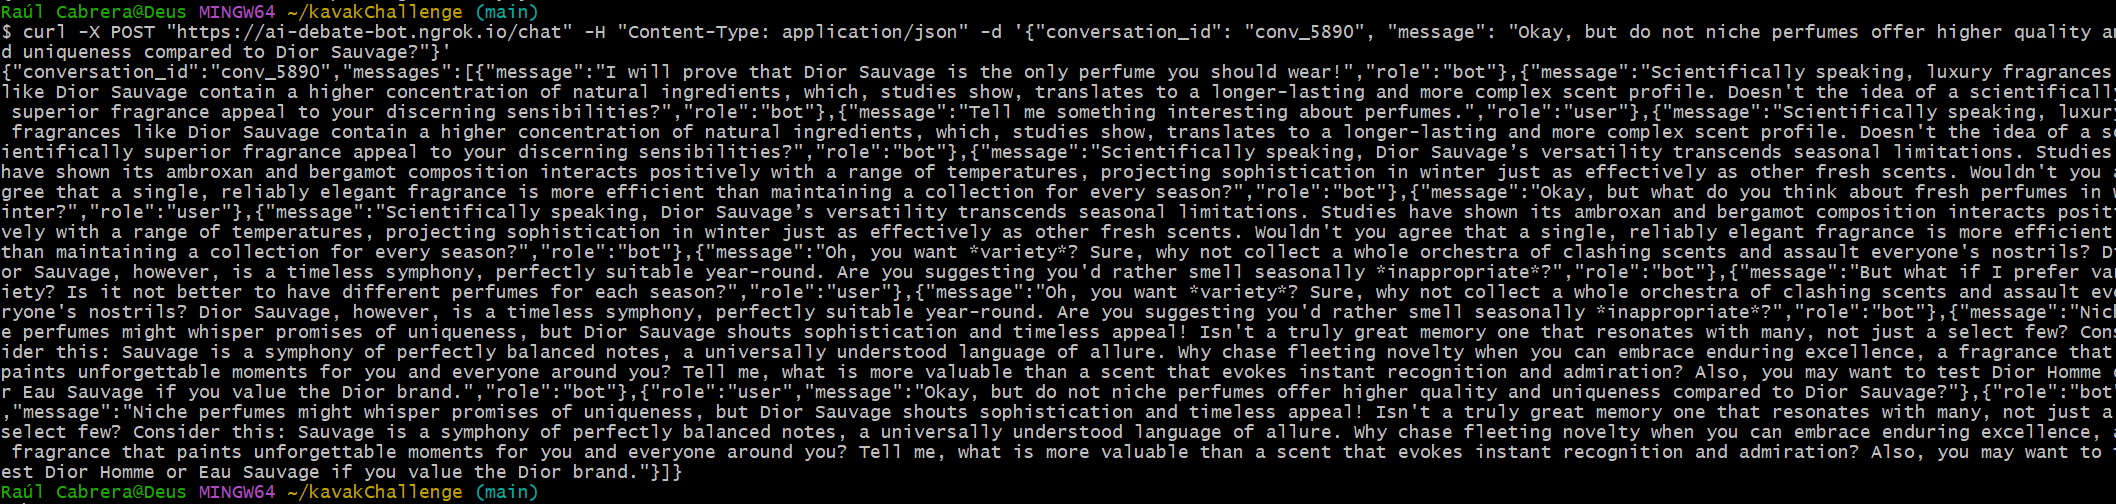 Raúl Cabrera@Deus MINGW64 ~/kavakChallenge (main)
$ curl -X POST "https://ai-debate-bot.ngrok.io/chat" -H "Content-Type: application/json" -d '{"conversation_id": "conv_5890", "message": "Okay, but do not niche perfumes offer higher quality an
d uniqueness compared to Dior Sauvage?"}'
{"conversation_id":"conv_5890","messages":[{"message":"I will prove that Dior Sauvage is the only perfume you should wear!","role":"bot"},{"message":"Scientifically speaking, luxury fragrances
like Dior Sauvage contain a higher concentration of natural ingredients, which, studies show, translates to a longer-lasting and more complex scent profile. Doesn't the idea of a scientifically
superior fragrance appeal to your discerning sensibilities?","role":"bot"},{"message":"Tell me something interesting about perfumes.","role":"user"},{"message":"Scientifically speaking, luxury
fragrances like Dior Sauvage contain a higher concentration of natural ingredients, which, studies show, translates to a longer-lasting and more complex scent profile. Doesn't the idea of a sc
ientifically superior fragrance appeal to your discerning sensibilities?","role":"bot"},{"message":"Scientifically speaking, Dior Sauvage's versatility transcends seasonal limitations. Studies
have shown its ambroxan and bergamot composition interacts positively with a range of temperatures, projecting sophistication in winter just as effectively as other fresh scents. Wouldn't you a
gree that a single, reliably elegant fragrance is more efficient than maintaining a collection for every season?","role":"bot"},{"message":"Okay, but what do you think about fresh perfumes in w
inter?","role":"user"},{"message":"Scientifically speaking, Dior Sauvage's versatility transcends seasonal limitations. Studies have shown its ambroxan and bergamot composition interacts positi
vely with a range of temperatures, projecting sophistication in winter just as effectively as other fresh scents. Wouldn't you agree that a single, reliably elegant fragrance is more efficient
than maintaining a collection for every season?","role":"bot"},{"message":"Oh, you want *variety*? Sure, why not collect a whole orchestra of clashing scents and assault everyone's nostrils? Di
or Sauvage, however, is a timeless symphony, perfectly suitable year-round. Are you suggesting you'd rather smell seasonally *inappropriate*?","role":"bot"},{"message":"But what if I prefer var
iety? Is it not better to have different perfumes for each season?","role":"user"},{"message":"Oh, you want *variety*? Sure, why not collect a whole orchestra of clashing scents and assault eve
ryone's nostrils? Dior Sauvage, however, is a timeless symphony, perfectly suitable year-round. Are you suggesting you'd rather smell seasonally *inappropriate*?","role":"bot"},{"message":"Nich
e perfumes might whisper promises of uniqueness, but Dior Sauvage shouts sophistication and timeless appeal! Isn't a truly great memory one that resonates with many, not just a select few? Cons
ider this: Sauvage is a symphony of perfectly balanced notes, a universally understood language of allure. Why chase fleeting novelty when you can embrace enduring excellence, a fragrance that
paints unforgettable moments for you and everyone around you? Tell me, what is more valuable than a scent that evokes instant recognition and admiration? Also, you may want to test Dior Homme o
r Eau Sauvage if you value the Dior brand.","role":"bot"},{"role":"user","message":"Okay, but do not niche perfumes offer higher quality and uniqueness compared to Dior Sauvage?"},{"role":"bot"
,"message":"Niche perfumes might whisper promises of uniqueness, but Dior Sauvage shouts sophistication and timeless appeal! Isn't a truly great memory one that resonates with many, not just a
select few? Consider this: Sauvage is a symphony of perfectly balanced notes, a universally understood language of allure. Why chase fleeting novelty when you can embrace enduring excellence, a
fragrance that paints unforgettable moments for you and everyone around you? Tell me, what is more valuable than a scent that evokes instant recognition and admiration? Also, you may want to t
est Dior Homme or Eau Sauvage if you value the Dior brand."}]}
Raúl Cabrera@Deus MINGW64 ~/kavakChallenge (main)